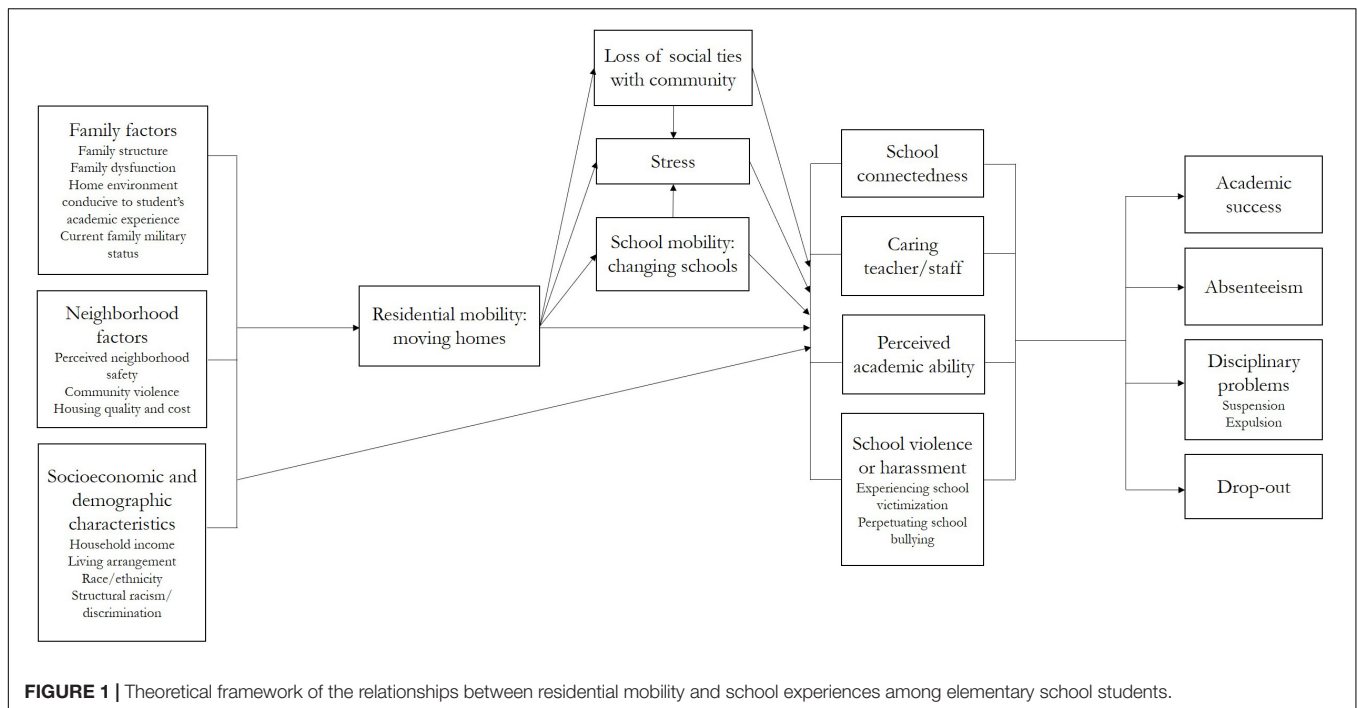 Family factors
Family structure
Family dysfunction
Home environment
conducive to student's
academic experience
Current family military
status
Neighborhood
factors
Perceived neighborhood
safety
Community violence
Housing quality and cost
Socioeconomic and
demographic
characteristics
Household income
Living arrangement
Race/ethnicity
Structural racism/
discrimination
Residential mobility:
moving homes
Loss of social ties
with community
Stress
School mobility:
changing schools
School
connectedness
Caring
teacher/staff
Perceived
academic ability
School violence
or harassment
Experiencing school
victimization
Perpetuating school
bullying
Academic
success
Absenteeism
Disciplinary
problems
Suspension
Expulsion
Drop-out
FIGURE 1 | Theoretical framework of the relationships between residential mobility and school experiences among elementary school students.